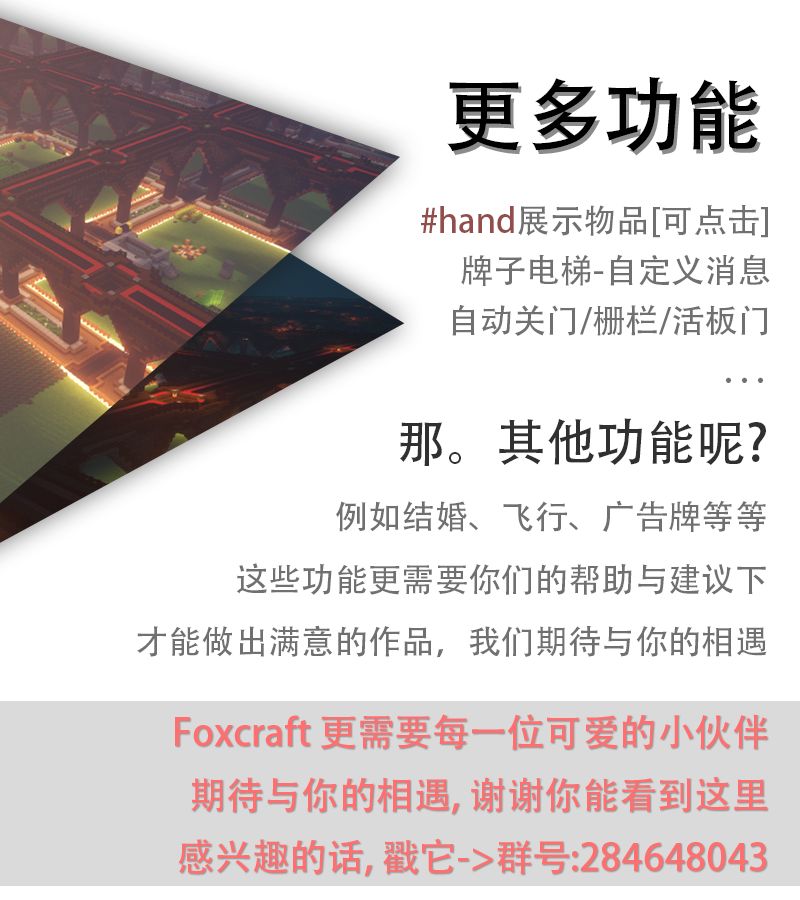 更多功能
#hand展示物品[可点击]
牌子电梯-自定义消息
自动关门/栅栏/活板门
...
那。其他功能呢?
例如结婚、飞行、广告牌等等
这些功能更需要你们的帮助与建议下
才能做出满意的作品，我们期待与你的相遇
Foxcraft 更需要每一位可爱的小伙伴
期待与你的相遇, 谢谢你能看到这里
感兴趣的话, 戳它->群号:284648043